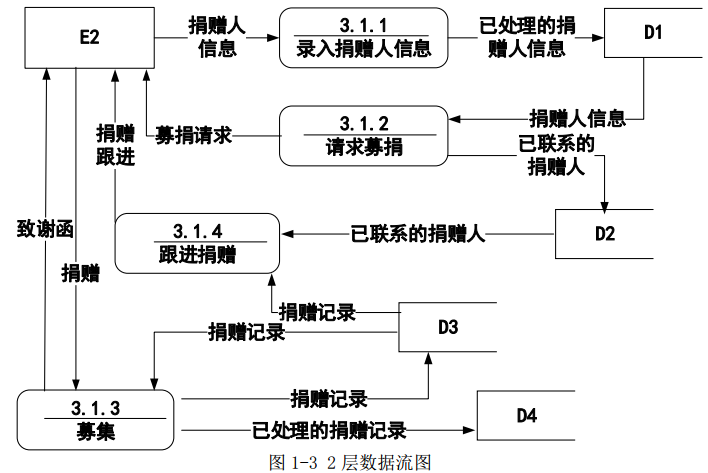 E2
捐赠人
信息
3.1.1
录入捐赠人信息
已处理的捐
赠人信息
D1
捐赠
跟进
募捐请求
3.1.2
请求募捐
捐赠人信息
已联系的
捐赠人
致谢函
捐赠
3.1.4
跟进捐赠
已联系的捐赠人
D2
捐赠记录
捐赠记录
D3
3.1.3
募集
捐赠记录
已处理的捐赠记录
D4
图 1-3 2 层数据流图